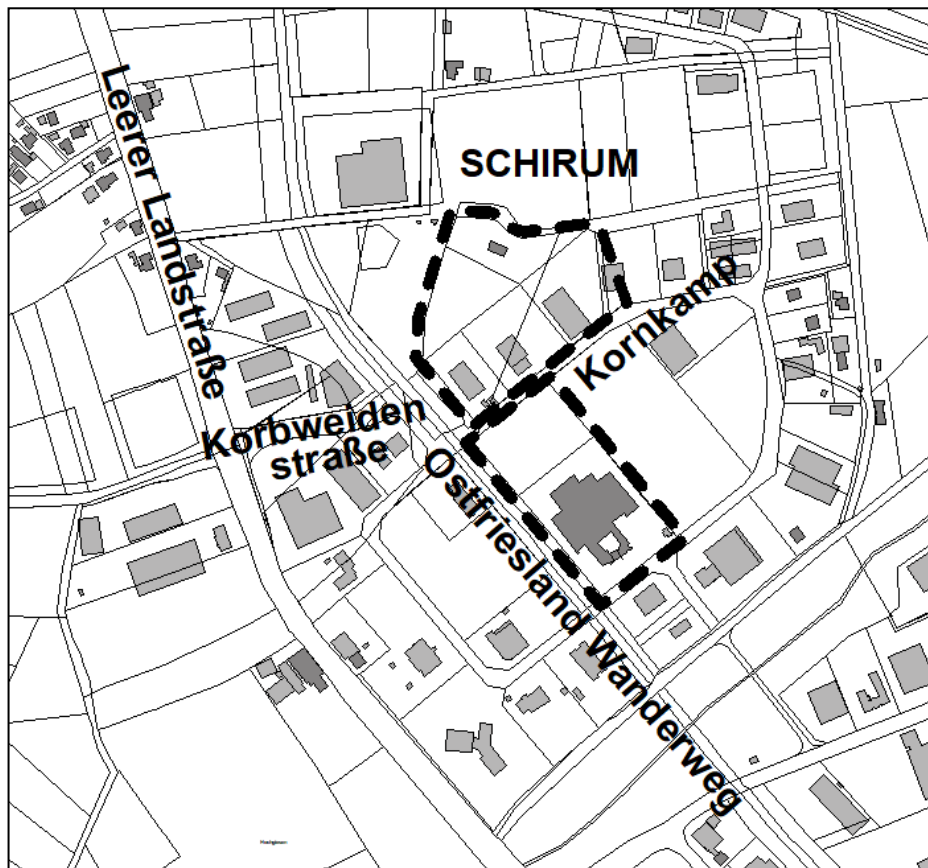 Leerer Landstraße
SCHIRUM
Kornkamp
Korbweiden
straße
Ostfriesland Wanderweg